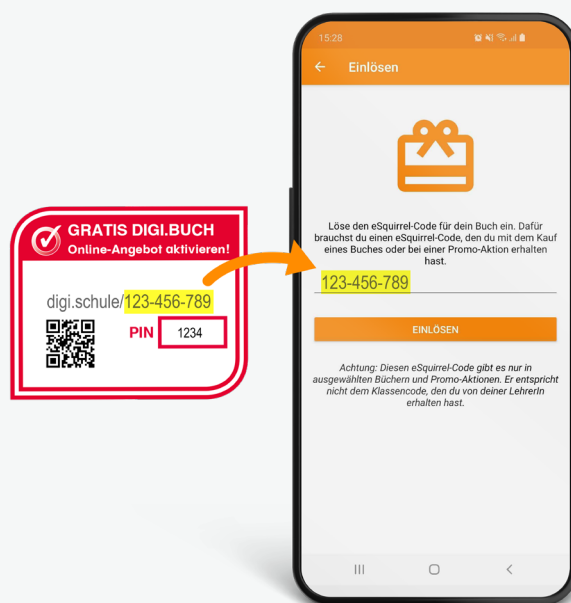 GRATIS DIGI.BUCH
Online-Angebot aktivieren!
digi.schule/123-456-789
PIN 1234
15:28
Einlösen
Löse den eSquirrel-Code für dein Buch ein. Dafür
brauchst du einen eSquirrel-Code, den du mit dem Kauf
eines Buches oder bei einer Promo-Aktion erhalten
hast.
123-456-789
EINLÖSEN
Achtung: Diesen eSquirrel-Code gibt es nur in
ausgewählten Büchern und Promo-Aktionen. Er entspricht
nicht dem Klassencode, den du von deiner LehrerIn
erhalten hast.